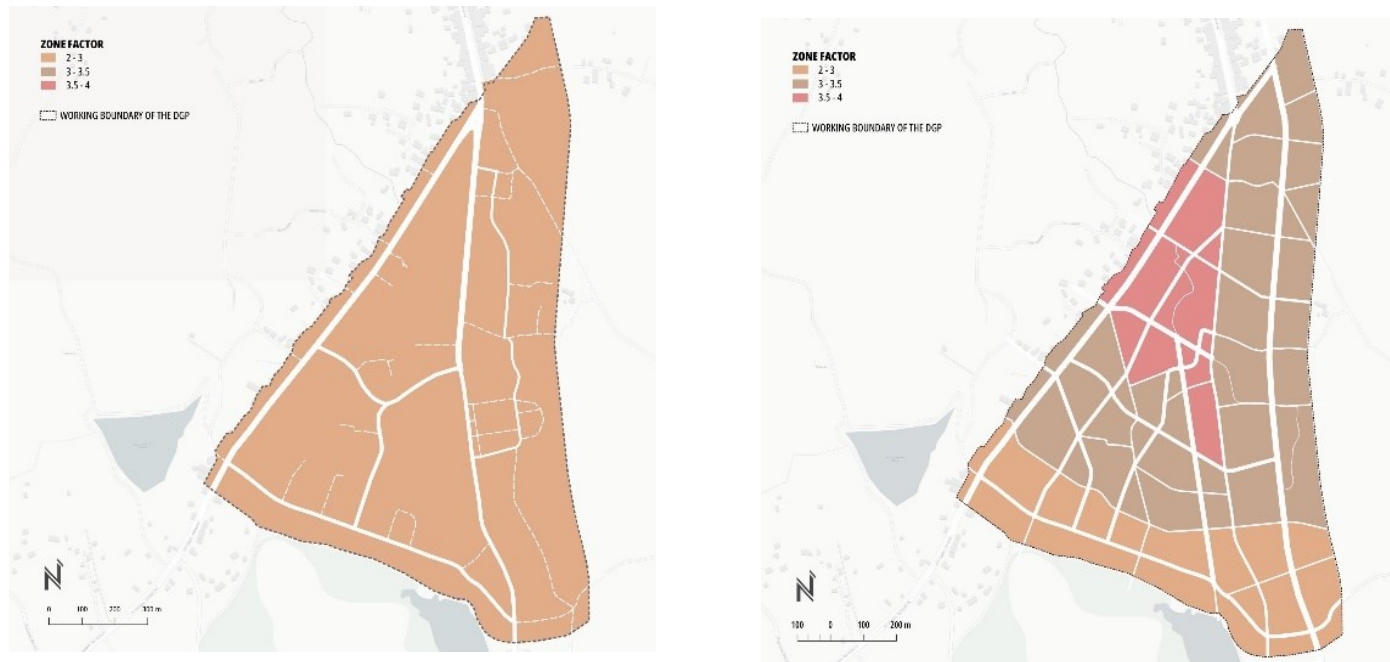 ZONE FACTOR
2 - 3
3 - 3.5
3.5 - 4
WORKING BOUNDARY OF THE DGP
N
0 100 200 300 m
ZONE FACTOR
2 - 3
3 - 3.5
3.5 - 4
WORKING BOUNDARY OF THE DGP
N
100 0 100 200 m